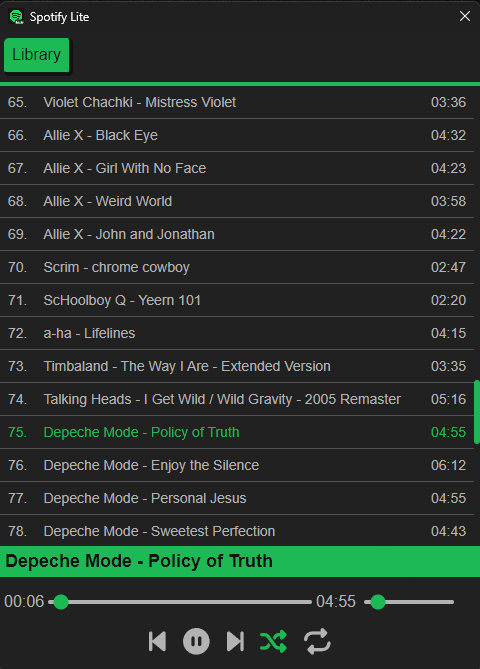 Spotify Lite
Library
65. Violet Chachki - Mistress Violet 03:36
66. Allie X - Black Eye 04:32
67. Allie X - Girl With No Face 04:23
68. Allie X - Weird World 03:58
69. Allie X - John and Jonathan 04:22
70. Scrim - chrome cowboy 02:47
71. ScHoolboy Q - Yeern 101 02:20
72. a-ha - Lifelines 04:15
73. Timbaland - The Way I Are - Extended Version 03:35
74. Talking Heads - I Get Wild / Wild Gravity - 2005 Remaster 05:16
75. Depeche Mode - Policy of Truth 04:55
76. Depeche Mode - Enjoy the Silence 06:12
77. Depeche Mode - Personal Jesus 04:55
78. Depeche Mode - Sweetest Perfection 04:43
Depeche Mode - Policy of Truth
00:06 04:55